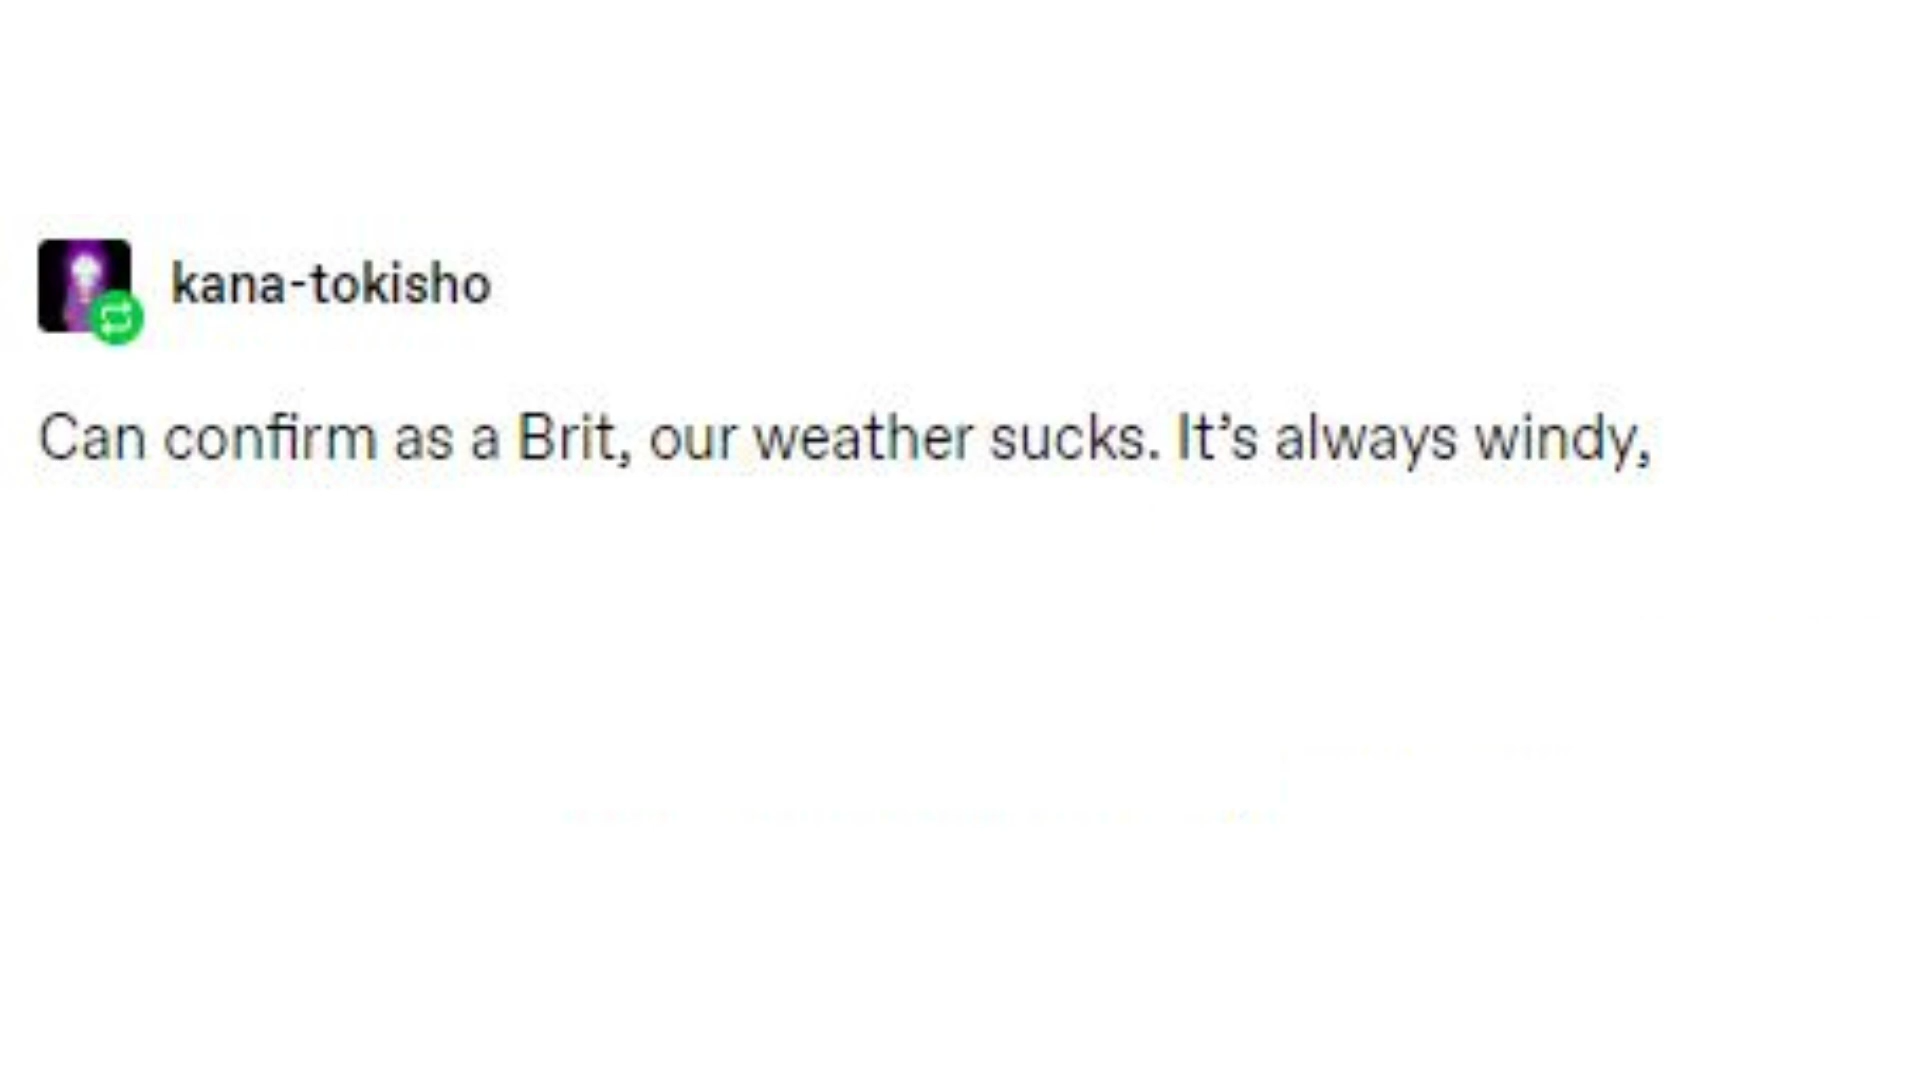 kana-tokisho
Can confirm as a Brit, our weather sucks. It’s always windy,